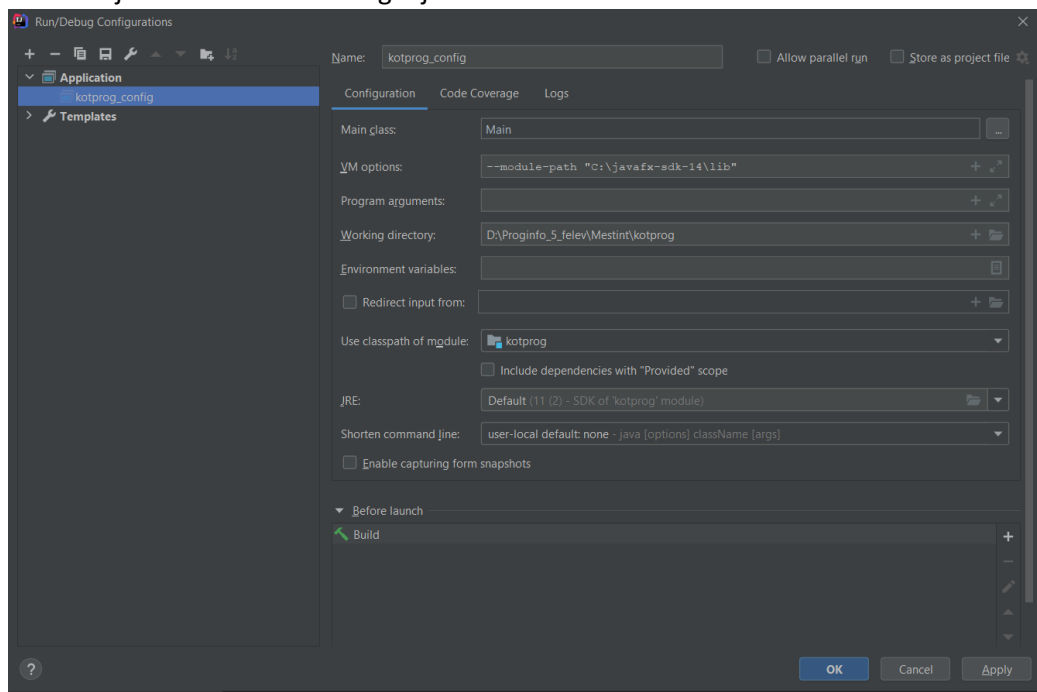 Run/Debug Configurations
Name: kotprog_config Allow parallel run Store as project file
Application
kotprog_config
Templates
Configuration Code Coverage Logs
Main class: Main ...
VM options: --module-path "C:\javafx-sdk-14\lib"
Program arguments:
Working directory: D:\Proginfo_5_felev\Mestint\kotprog
Environment variables:
Redirect input from:
Use classpath of module: kotprog
Include dependencies with "Provided" scope
JRE: Default (11 (2) – SDK of 'kotprog' module)
Shorten command line: user-local default: none - java [options] className [args]
Enable capturing form snapshots
Before launch
Build
? OK Cancel Apply